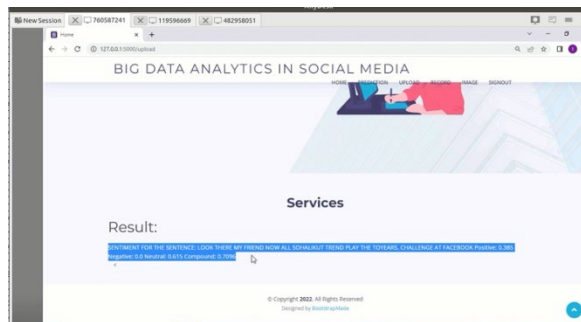 New Session 760587241 119596669 482958051
Home
127.0.0.1:5000/upload
BIG DATA ANALYTICS IN SOCIAL MEDIA
HOME PREDICTION UPLOAD RECORD IMAGE SIGNOUT
Services
Result:
SENTIMENT FOR THE SENTENCE: LOOK THERE MY FRIEND NOW ALL SOHALIKUT TREND PLAY THE TOYEARS, CHALLENGE AT FACEBOOK Positive: 0.385
Negative: 0.0 Neutral: 0.615 Compound: 0.7096
© Copyright 2022. All Rights Reserved
Designed by BootstrapMade